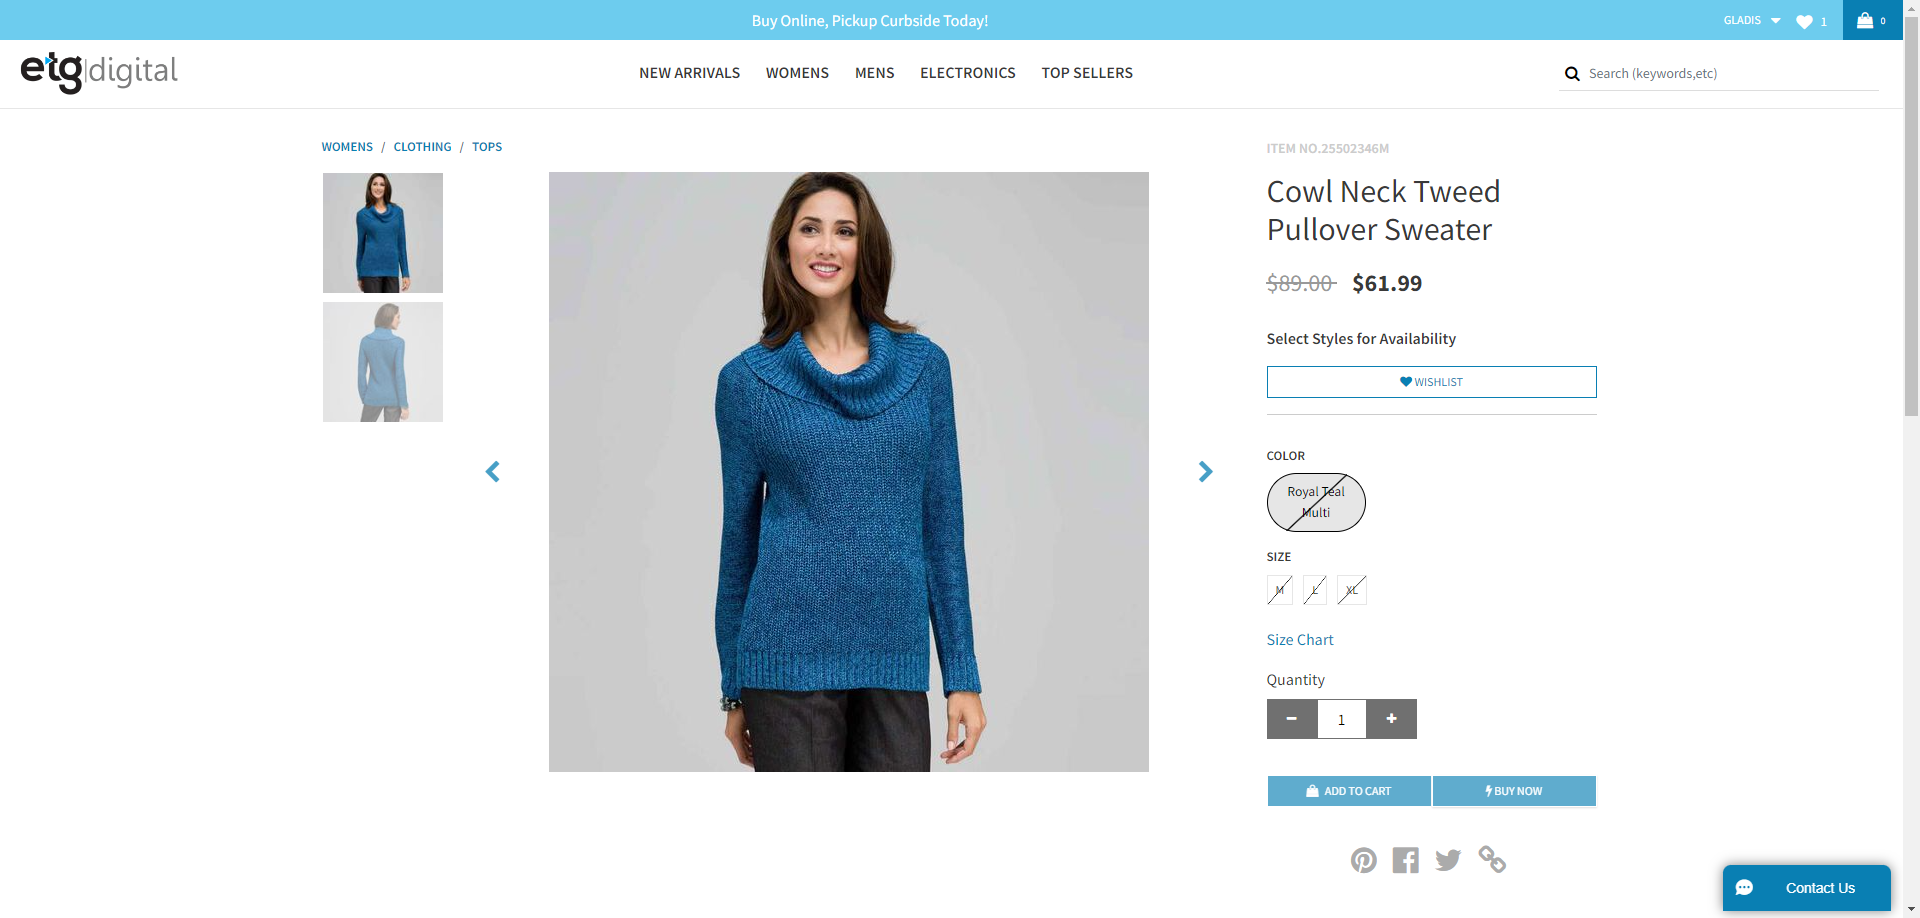 Buy Online, Pickup Curbside Today!
GLADIS
1
0
etg|digital
NEW ARRIVALS
WOMENS
MENS
ELECTRONICS
TOP SELLERS
Search (keywords,etc)
WOMENS / CLOTHING / TOPS
ITEM NO.25502346M
Cowl Neck Tweed
Pullover Sweater
$89.00 $61.99
Select Styles for Availability
WISHLIST
COLOR
Royal Teal
Multi
SIZE
M L XL
Size Chart
Quantity
− 1 +
ADD TO CART
BUY NOW
Contact Us